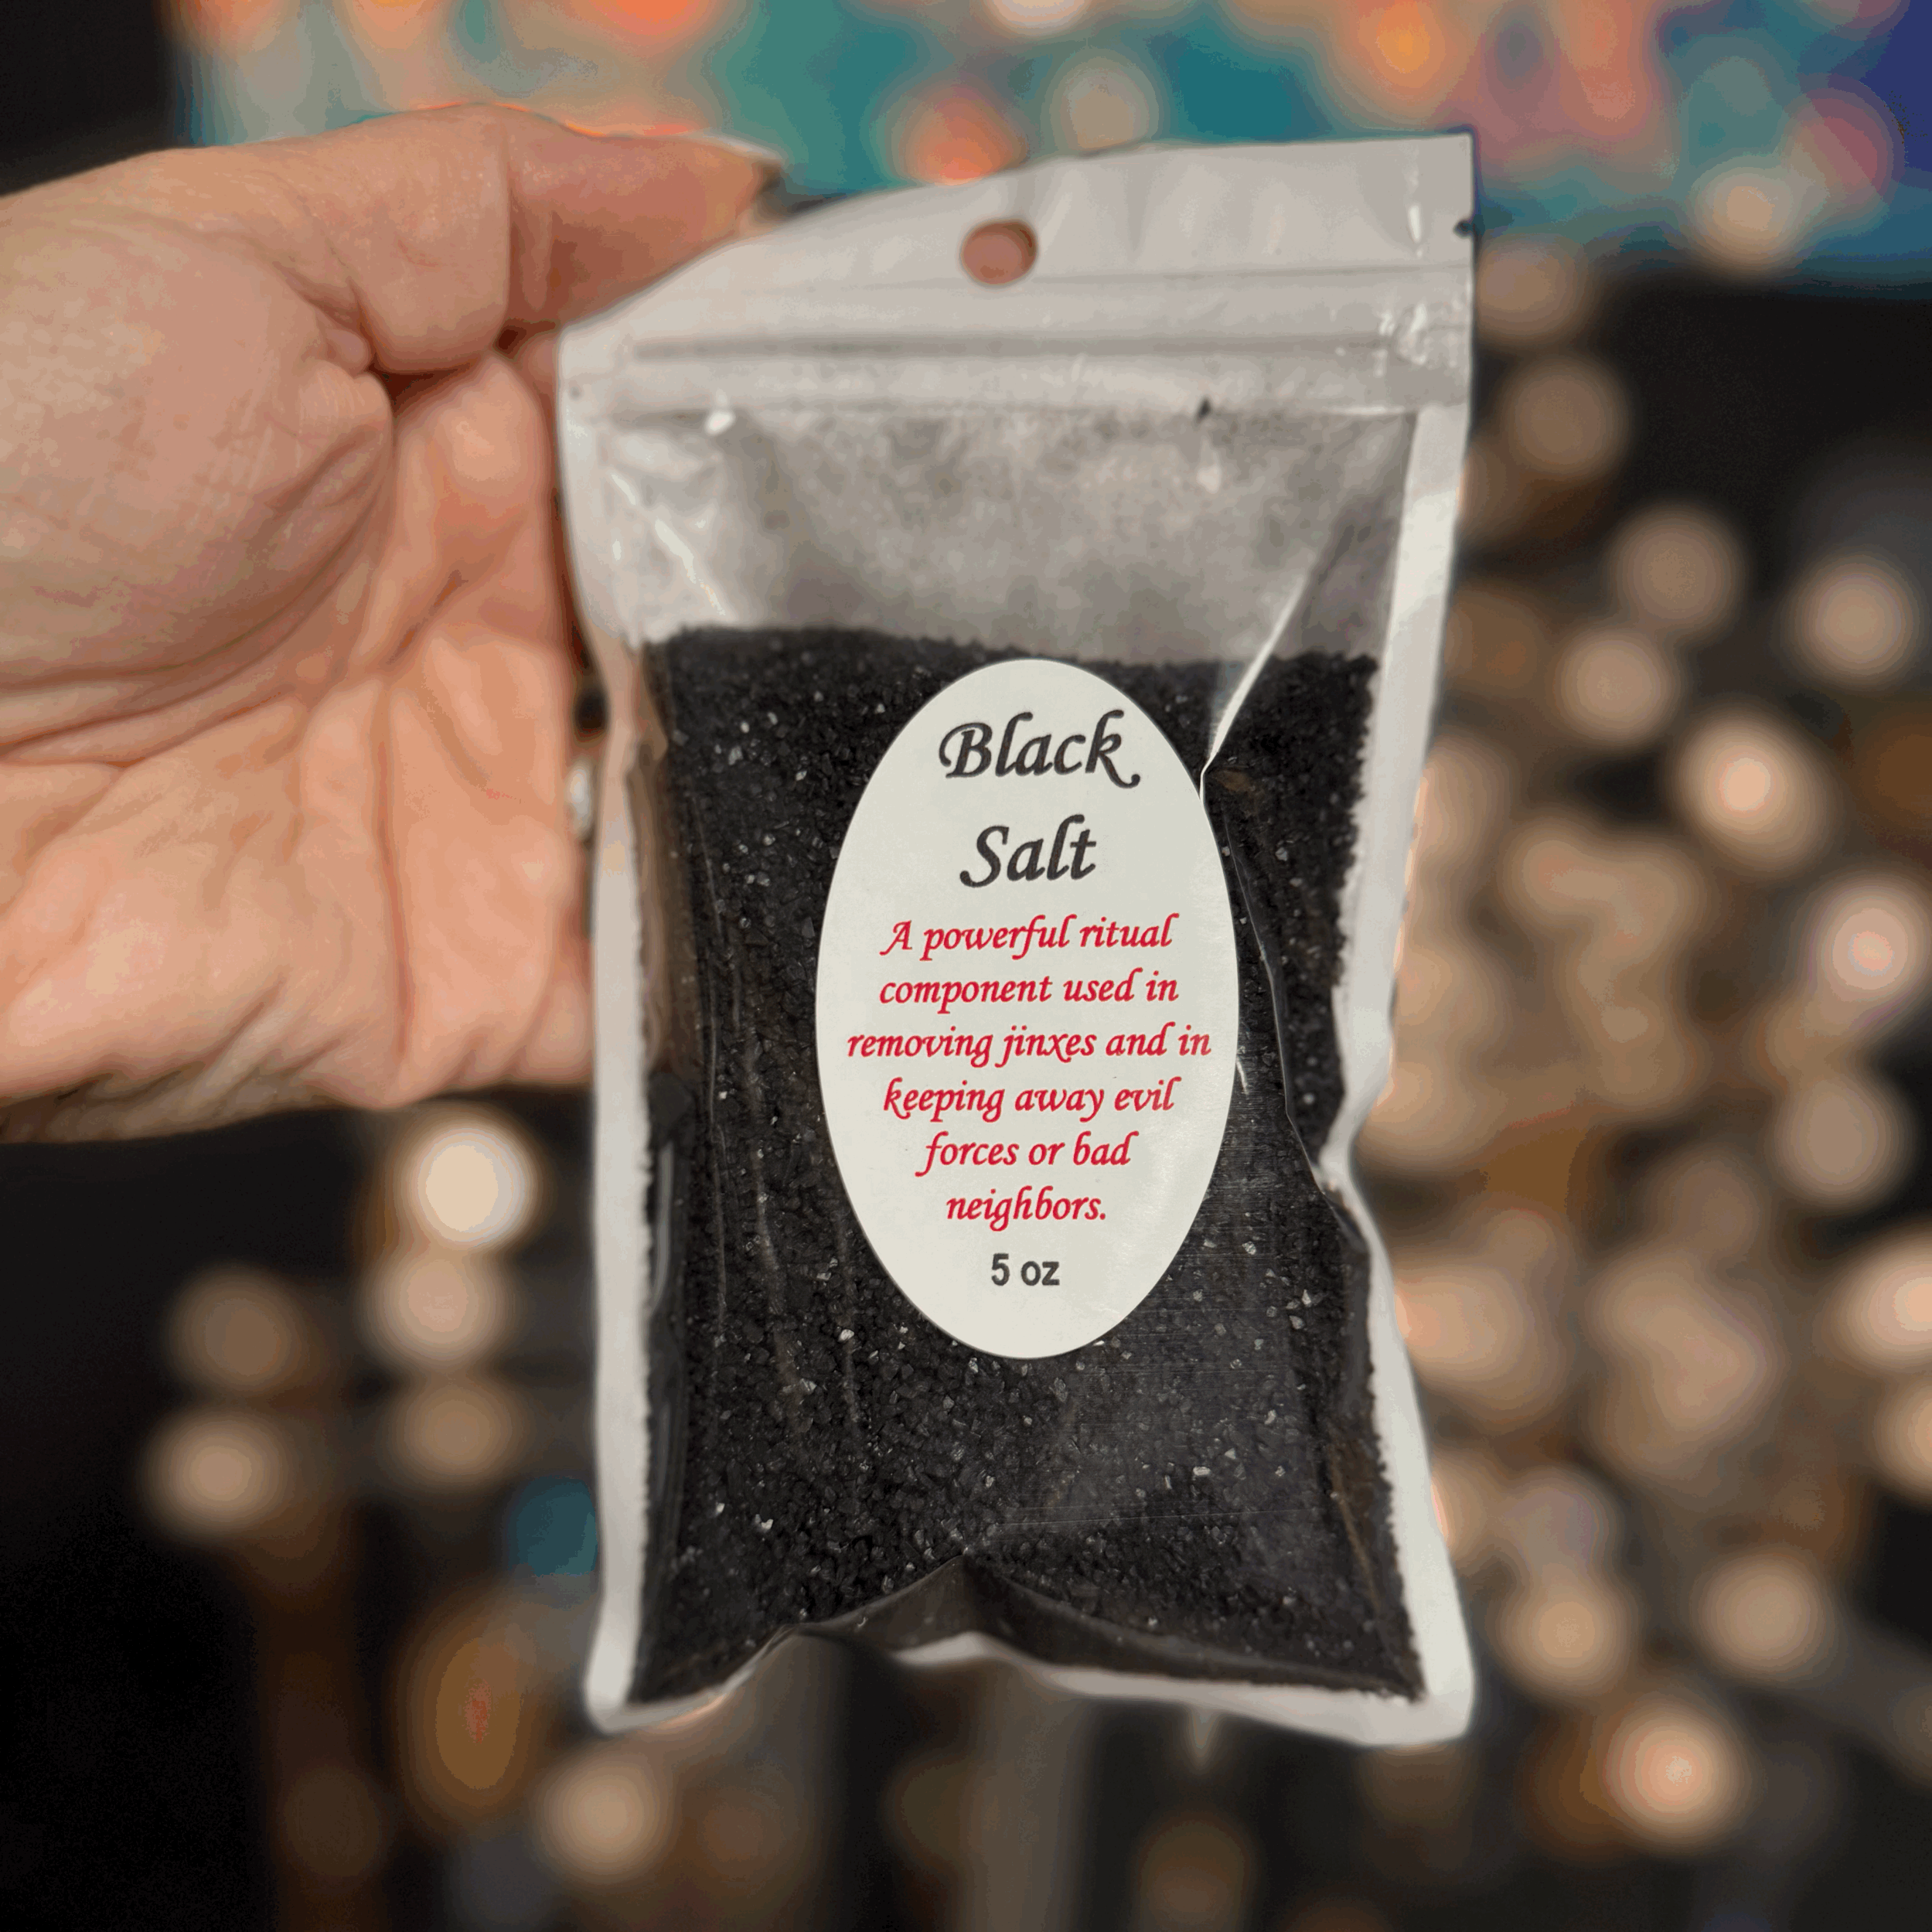 Black
Salt
A powerful ritual
component used in
removing jinxes and in
keeping away evil
forces or bad
neighbors.
5 oz